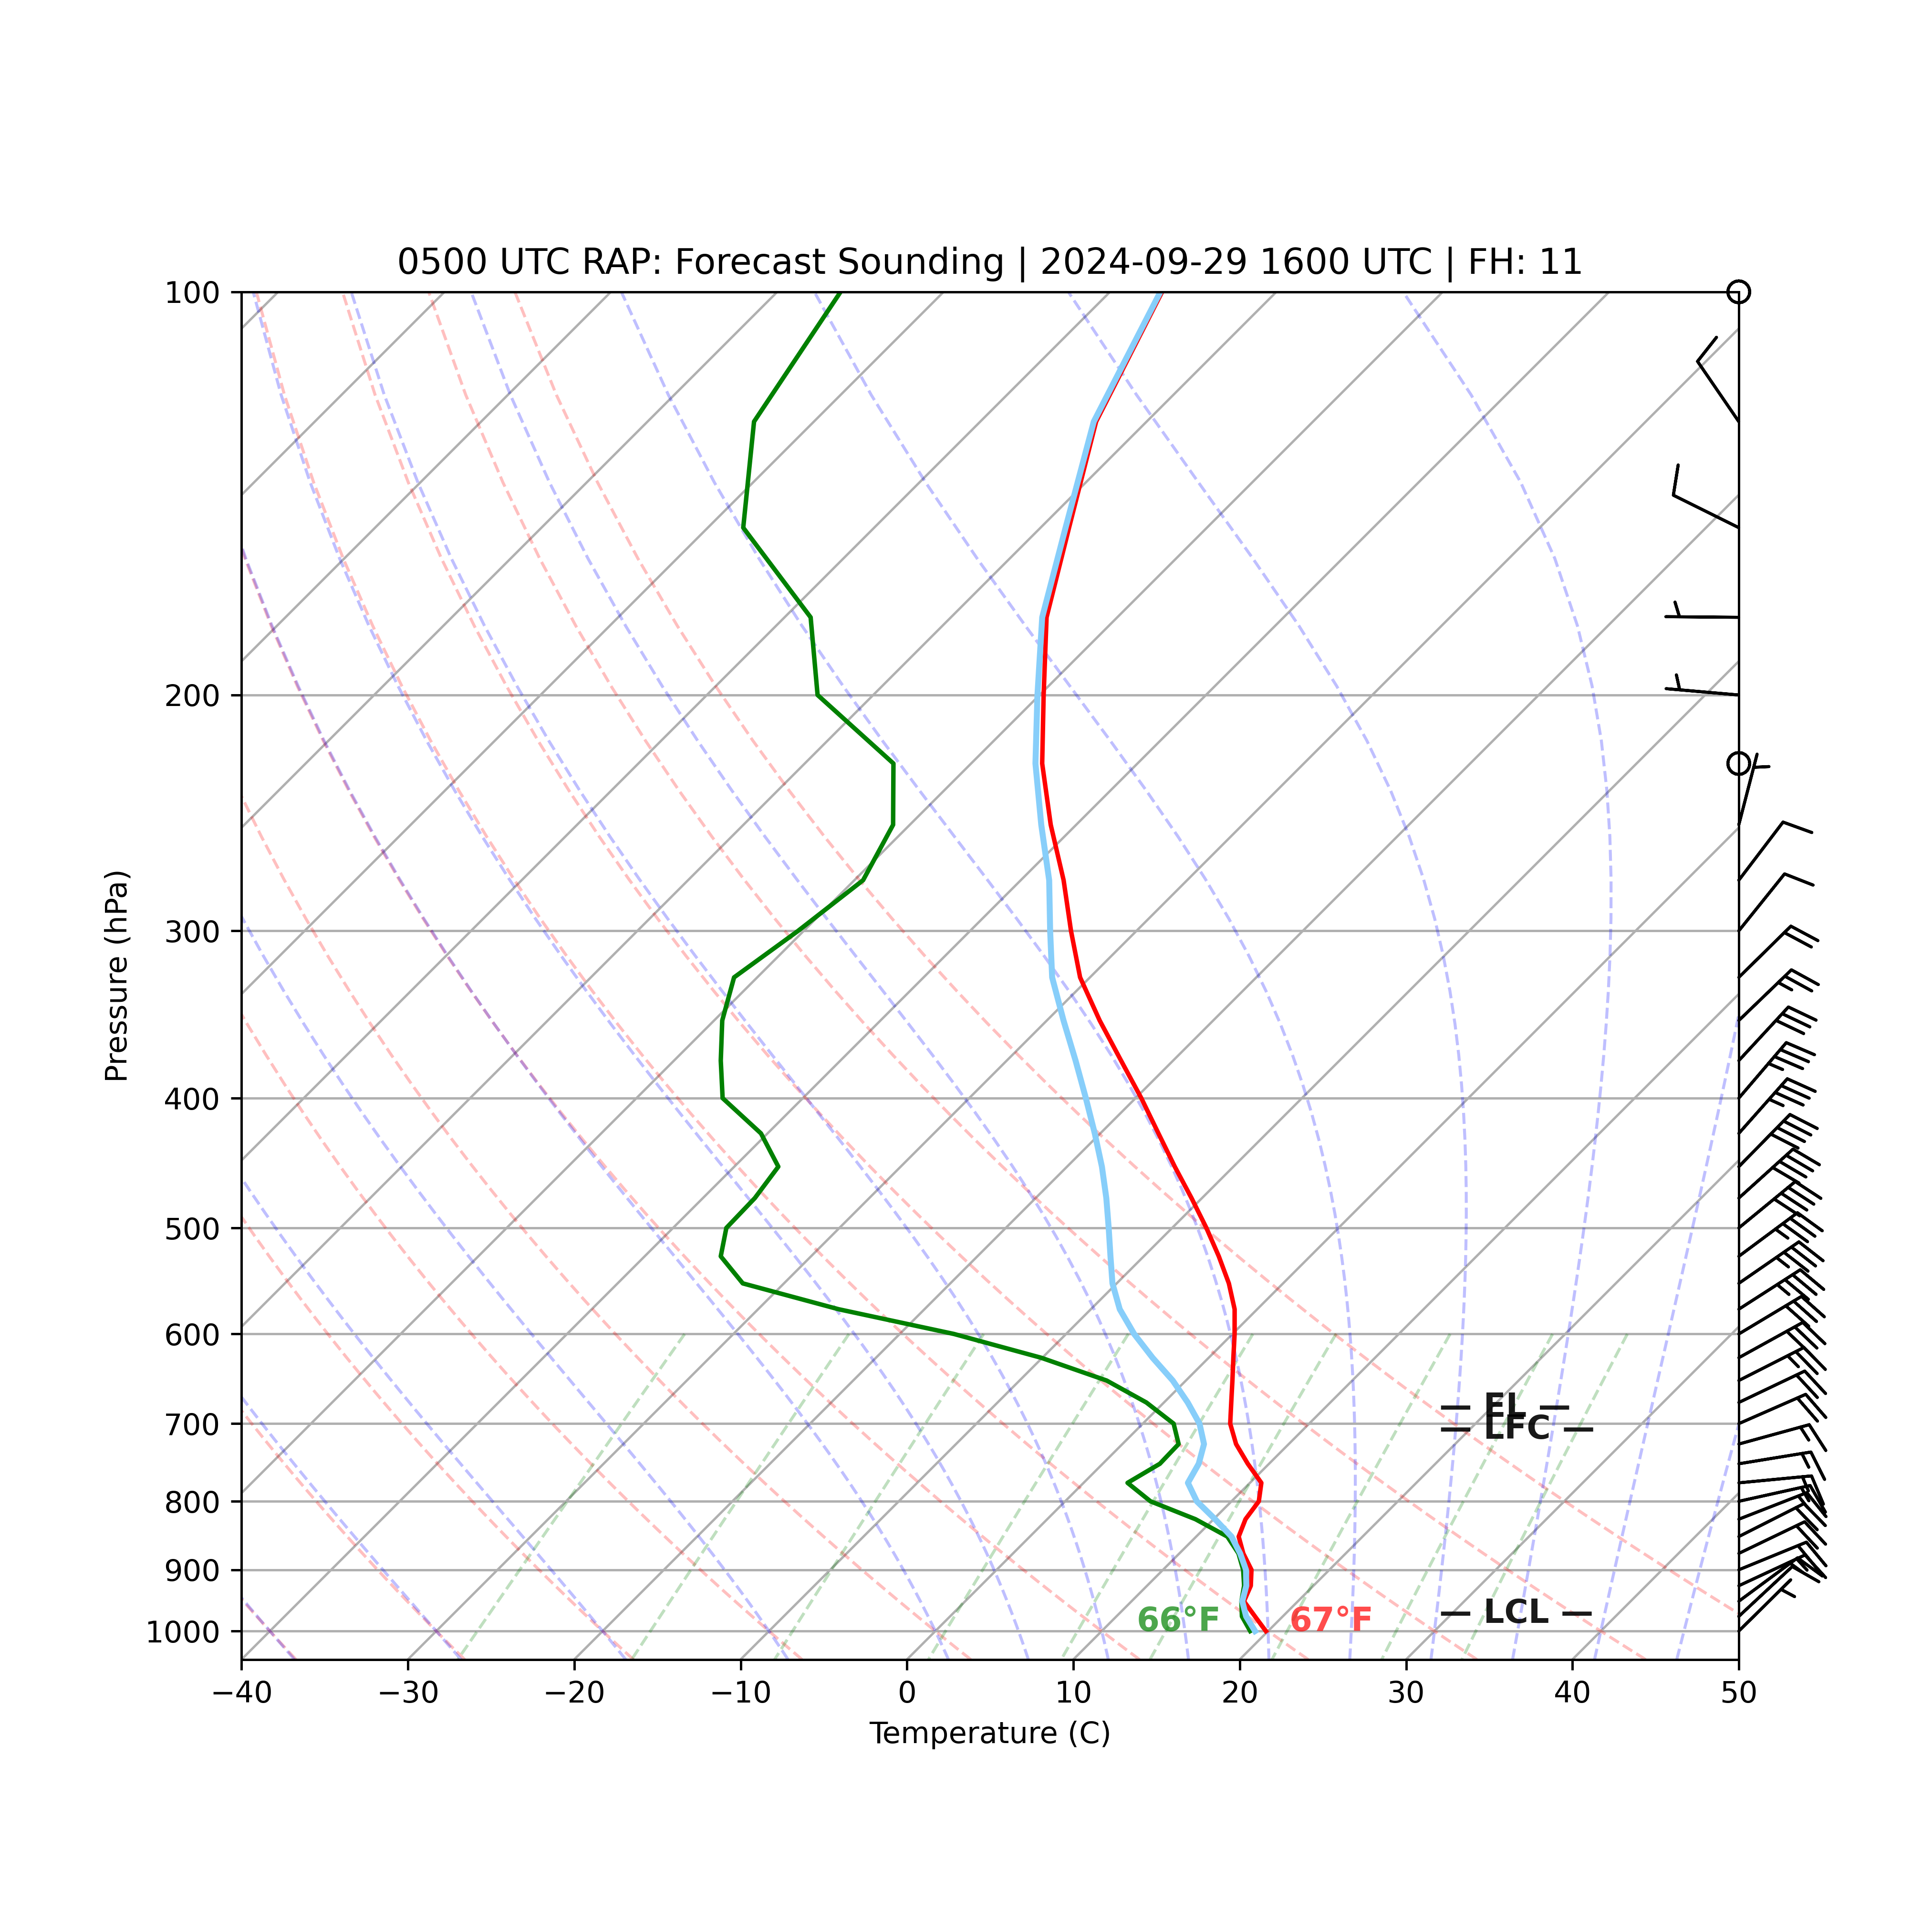 0500 UTC RAP: Forecast Sounding | 2024-09-29 1600 UTC | FH: 11
100
200
300
400
500
600
700
800
900
1000
Pressure (hPa)
— EL —
— LFC —
— LCL —
66°F 67°F
−40 −30 −20 −10 0 10 20 30 40 50
Temperature (C)